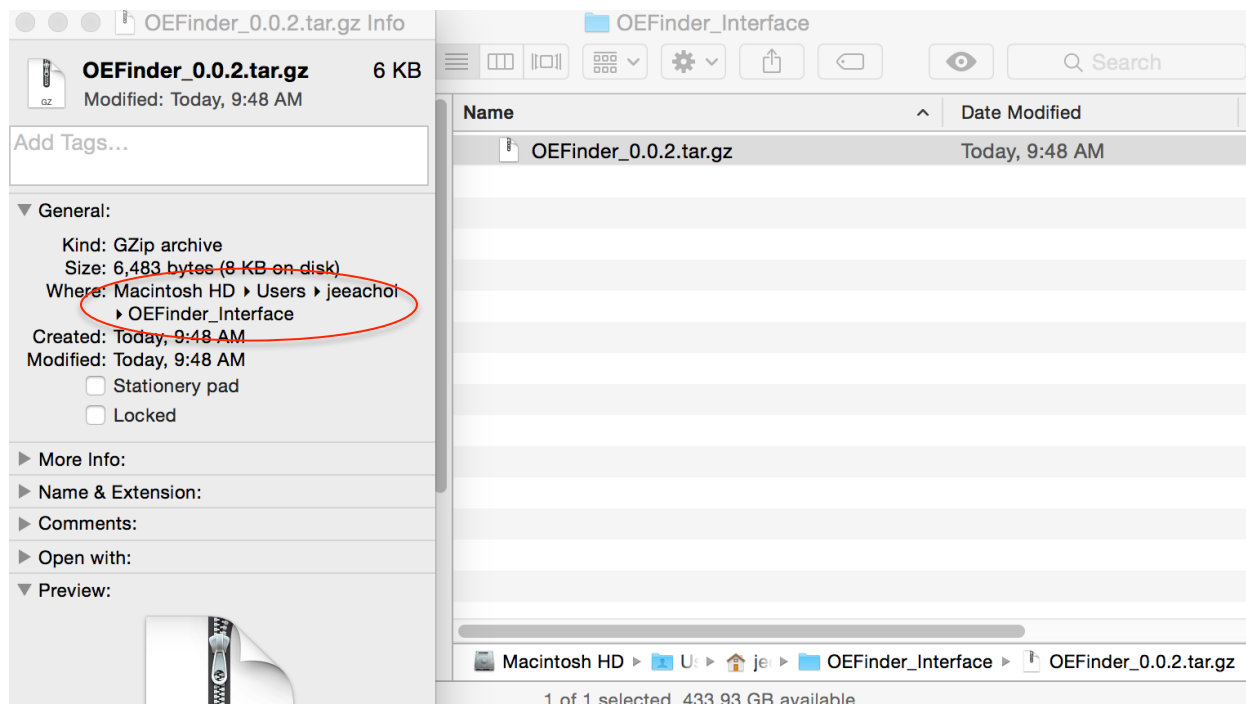 OEFinder_0.0.2.tar.gz Info
OEFinder_0.0.2.tar.gz 6 KB
Modified: Today, 9:48 AM
GZ
Add Tags...
General:
Kind: GZip archive
Size: 6,483 bytes (8 KB on disk)
Where: Macintosh HD ▸ Users ▸ jeeachoi
▸ OEFinder_Interface
Created: Today, 9:48 AM
Modified: Today, 9:48 AM
Stationery pad
Locked
More Info:
Name & Extension:
Comments:
Open with:
Preview:
OEFinder_Interface
Search
Name Date Modified
OEFinder_0.0.2.tar.gz Today, 9:48 AM
Macintosh HD ▸ Us ▸ jee ▸ OEFinder_Interface ▸ OEFinder_0.0.2.tar.gz
1 of 1 selected, 433.93 GB available